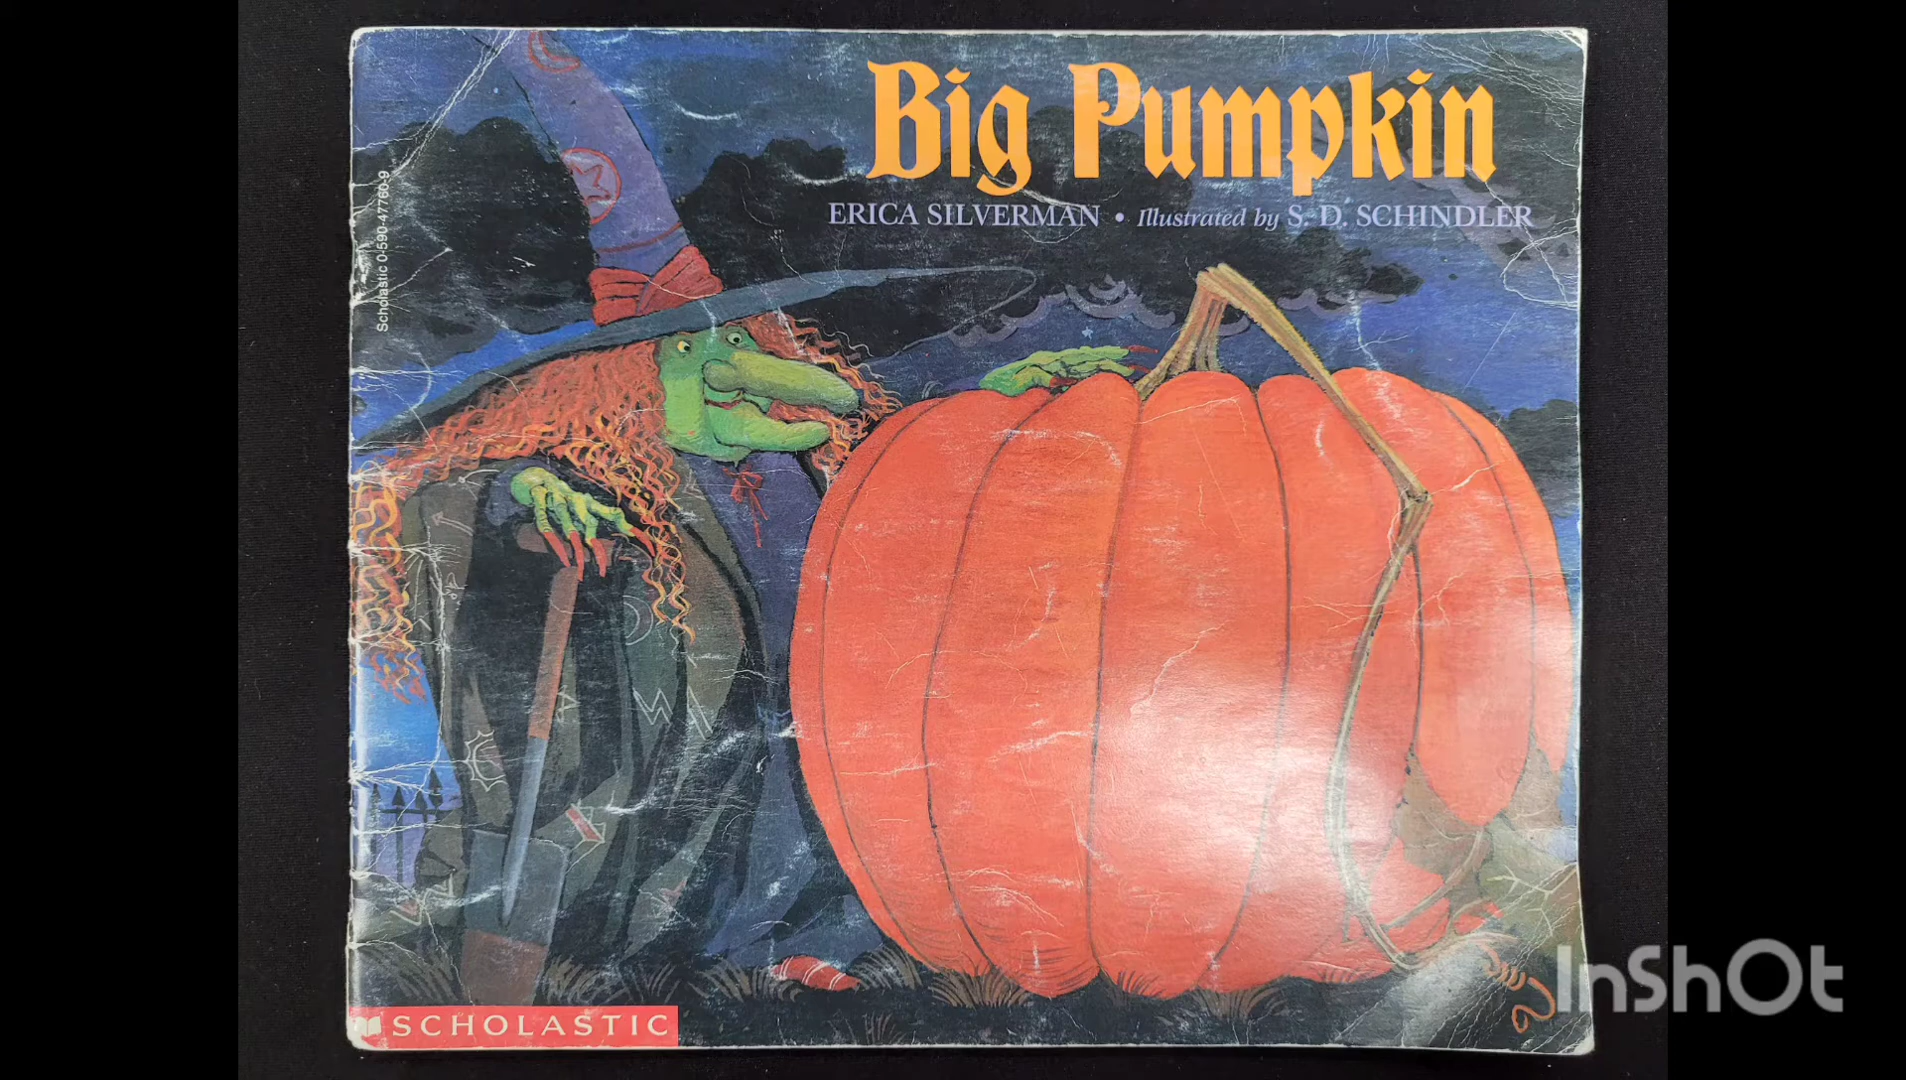 Big Pumpkin
ERICA SILVERMAN • Illustrated by S. D. SCHINDLER
Scholastic 0-590-47760-9
SCHOLASTIC
InShOt